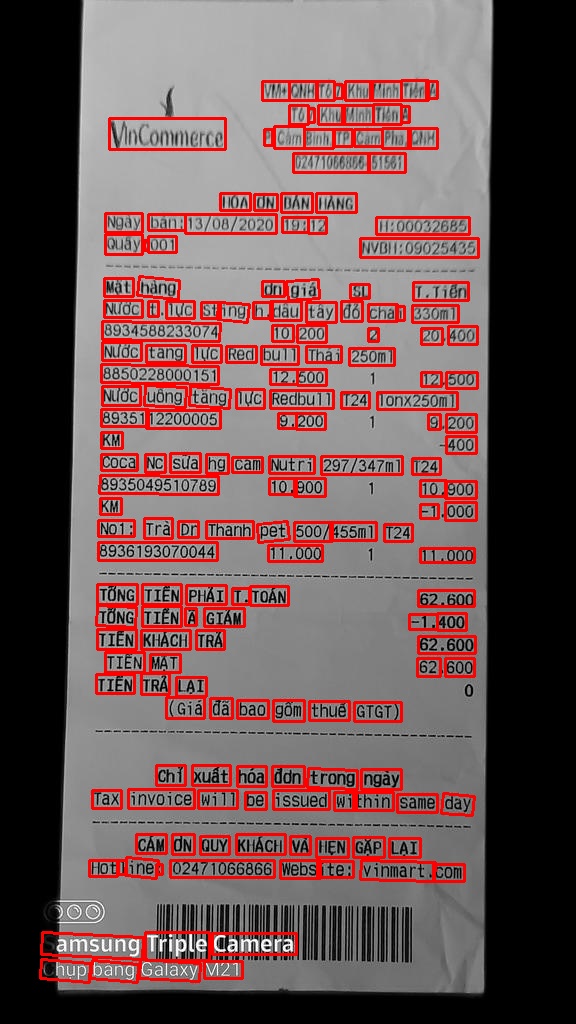 VinCommerce
VM+ QNH Tổ 7 Khu Minh Tiến A
Tổ 7 Khu Minh Tiến A
P. Cẩm Bình, TP. Cẩm Phả, QNH
02471066866-51561
HÓA ĐƠN BÁN HÀNG
Ngày bán:13/08/2020 19:12 H:00032685
Quầy 001 NVBH:09025435
Mặt hàng Đơn giá SL T.Tiền
Nước t.lực Sting h.dâu tây đỏ chai 330ml
8934588233074 10.200 2 20.400
Nước tăng lực Red bull Thái 250ml
8850228000151 12.500 1 12.500
Nước uống tăng lực Redbull T24 lonx250ml
8935112200005 9.200 1 9.200
KM -400
Coca Nc sữa hg cam Nutri 297/347ml T24
8935049510789 10.900 1 10.900
KM -1.000
No1: Trà Dr Thanh pet 500/455ml T24
8936193070044 11.000 1 11.000
TỔNG TIỀN PHẢI T.TOÁN 62.600
TỔNG TIỀN ĐÃ GIẢM -1.400
TIỀN KHÁCH TRẢ 62.600
TIỀN MẶT 62.600
TIỀN TRẢ LẠI 0
(Giá đã bao gồm thuế GTGT)
Chỉ xuất hóa đơn trong ngày
Tax invoice will be issued within same day
CẢM ƠN QUÝ KHÁCH VÀ HẸN GẶP LẠI
Hotline: 02471066866 Website: vinmart.com
Samsung Triple Camera
Chụp bằng Galaxy M21